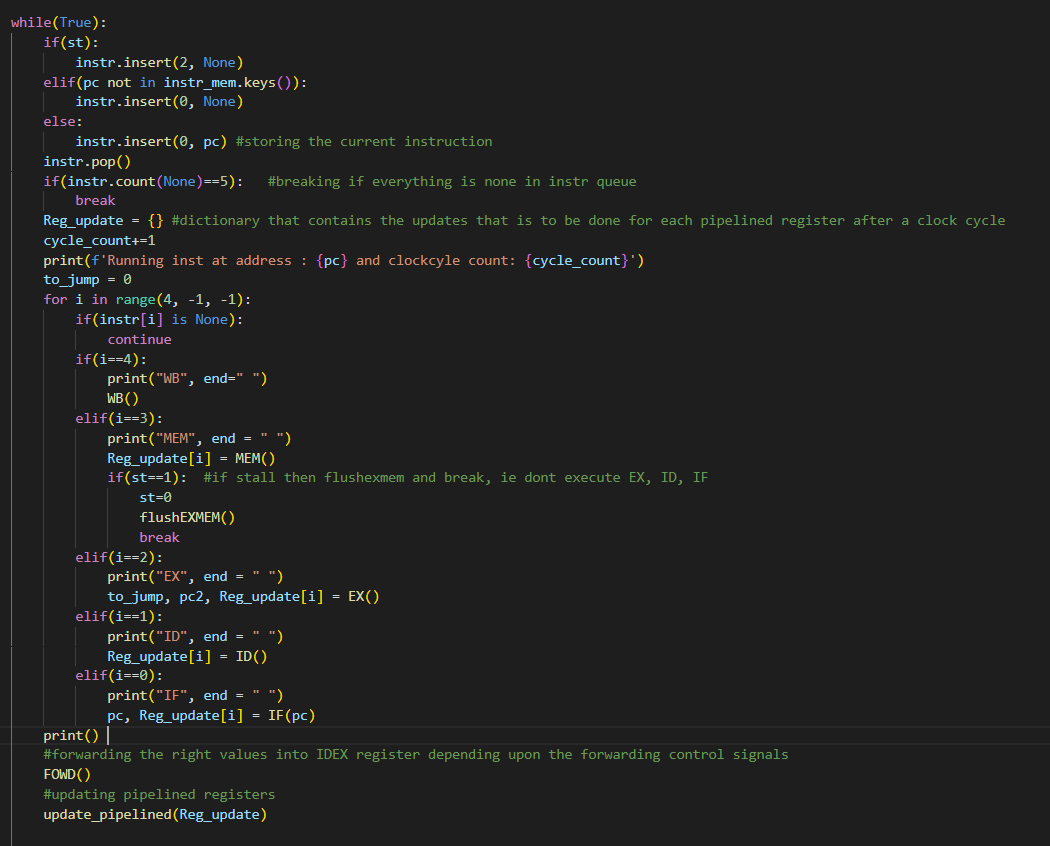 while(True):
    if(st):
        instr.insert(2, None)
    elif(pc not in instr_mem.keys()):
        instr.insert(0, None)
    else:
        instr.insert(0, pc) #storing the current instruction
    instr.pop()
    if(instr.count(None)==5):   #breaking if everything is none in instr queue
        break
    Reg_update = {} #dictionary that contains the updates that is to be done for each pipelined register after a clock cycle
    cycle_count+=1
    print(f'Running inst at address : {pc} and clockcyle count: {cycle_count}')
    to_jump = 0
    for i in range(4, -1, -1):
        if(instr[i] is None):
            continue
        if(i==4):
            print("WB", end=" ")
            WB()
        elif(i==3):
            print("MEM", end = " ")
            Reg_update[i] = MEM()
            if(st==1):  #if stall then flushexmem and break, ie dont execute EX, ID, IF
                st=0
                flushEXMEM()
                break
        elif(i==2):
            print("EX", end = " ")
            to_jump, pc2, Reg_update[i] = EX()
        elif(i==1):
            print("ID", end = " ")
            Reg_update[i] = ID()
        elif(i==0):
            print("IF", end = " ")
            pc, Reg_update[i] = IF(pc)
    print()
    #forwarding the right values into IDEX register depending upon the forwarding control signals
    FOWD()
    #updating pipelined registers
    update_pipelined(Reg_update)